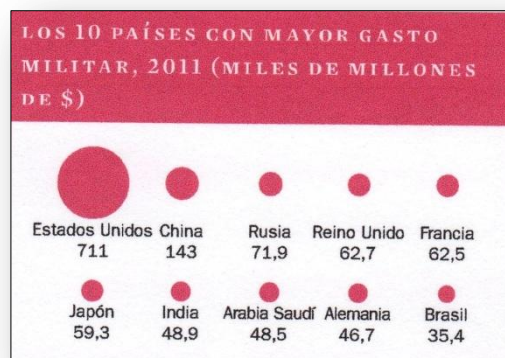 LOS 10 PAÍSES CON MAYOR GASTO
MILITAR, 2011 (MILES DE MILLONES
DE $)
Estados Unidos China Rusia Reino Unido Francia
711 143 71,9 62,7 62,5
Japón India Arabia Saudí Alemania Brasil
59,3 48,9 48,5 46,7 35,4